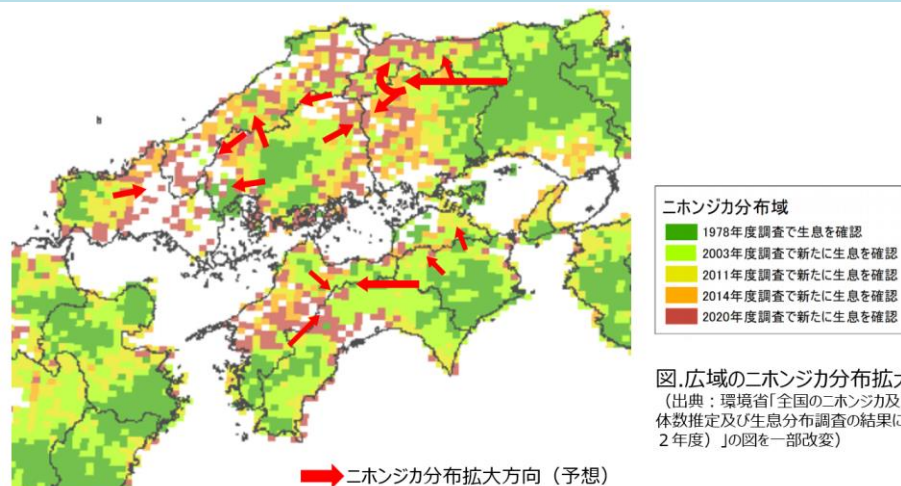 ニホンジカ分布域
1978年度調査で生息を確認
2003年度調査で新たに生息を確認
2011年度調査で新たに生息を確認
2014年度調査で新たに生息を確認
2020年度調査で新たに生息を確認
図.広域のニホンジカ分布拡大
（出典：環境省「全国のニホンジカ及
体数推定及び生息分布調査の結果に
２年度）」の図を一部改変）
ニホンジカ分布拡大方向（予想）